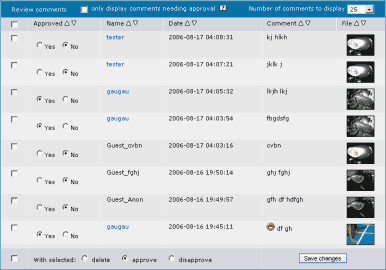 Review comments only display comments needing approval ? Number of comments to display 25
Approved Name Date Comment File
Yes No tester 2006-08-17 04:08:31 kj hlkh
Yes No tester 2006-08-17 04:07:21 jklk j
Yes No gaugau 2006-08-17 04:05:32 lkjh lkj
Yes No gaugau 2006-08-17 04:03:54 fbgdsfg
Yes No Guest_cvbn 2006-08-17 04:03:16 cvbn
Yes No Guest_fghj 2006-08-16 19:50:14 ghj fghj
Yes No Guest_Anon 2006-08-16 19:49:57 gfh df hdfgh
Yes No gaugau 2006-08-16 19:45:11 df gh
With selected: delete approve disapprove Save changes